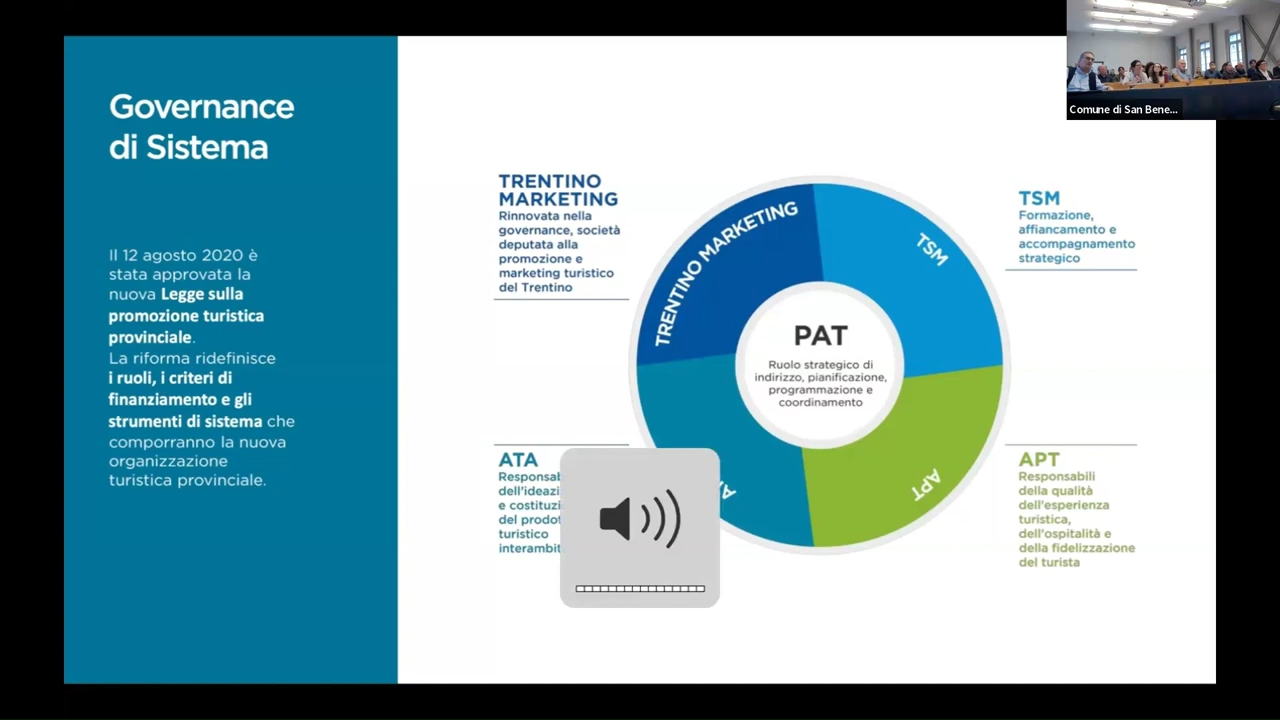 Governance
di Sistema
Il 12 agosto 2020 è
stata approvata la
nuova Legge sulla
promozione turistica
provinciale.
La riforma ridefinisce
i ruoli, i criteri di
finanziamento e gli
strumenti di sistema che
comporranno la nuova
organizzazione
turistica provinciale.
TRENTINO
MARKETING
Rinnovata nella
governance, società
deputata alla
promozione e
marketing turistico
del Trentino
TRENTINO MARKETING
TSM
TSM
Formazione,
affiancamento e
accompagnamento
strategico
PAT
Ruolo strategico di
indirizzo, pianificazione,
programmazione e
coordinamento
ATA
e costituzi
turistico
APT
APT
Responsabili
della qualità
dell'esperienza
turistica,
dell'ospitalità e
della fidelizzazione
del turista
Comune di San Bene...